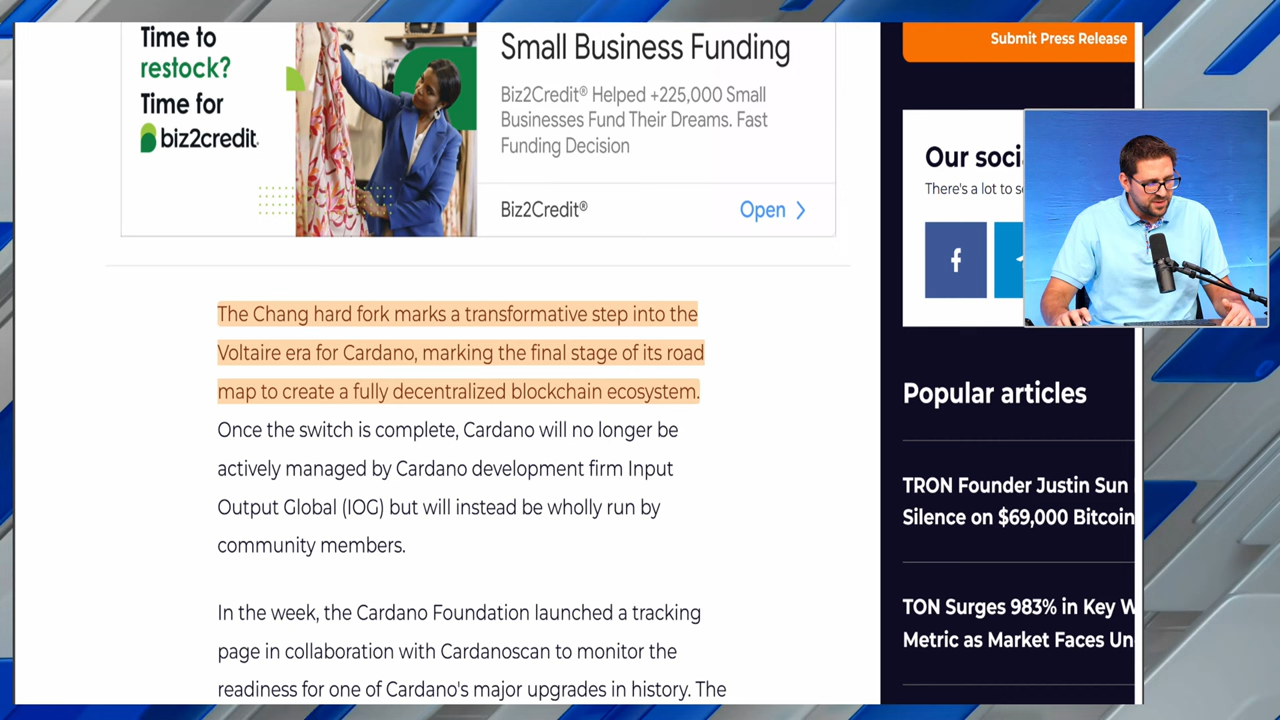 Time to
restock?
Time for
biz2credit
Small Business Funding
Biz2Credit® Helped +225,000 Small
Businesses Fund Their Dreams. Fast
Funding Decision
Biz2Credit®
Open
The Chang hard fork marks a transformative step into the
Voltaire era for Cardano, marking the final stage of its road
map to create a fully decentralized blockchain ecosystem.
Once the switch is complete, Cardano will no longer be
actively managed by Cardano development firm Input
Output Global (IOG) but will instead be wholly run by
community members.
In the week, the Cardano Foundation launched a tracking
page in collaboration with Cardanoscan to monitor the
readiness for one of Cardano's major upgrades in history. The
Submit Press Release
Our soci
There's a lot to
f
Popular articles
TRON Founder Justin Sun
Silence on $69,000 Bitcoin
TON Surges 983% in Key W
Metric as Market Faces Un